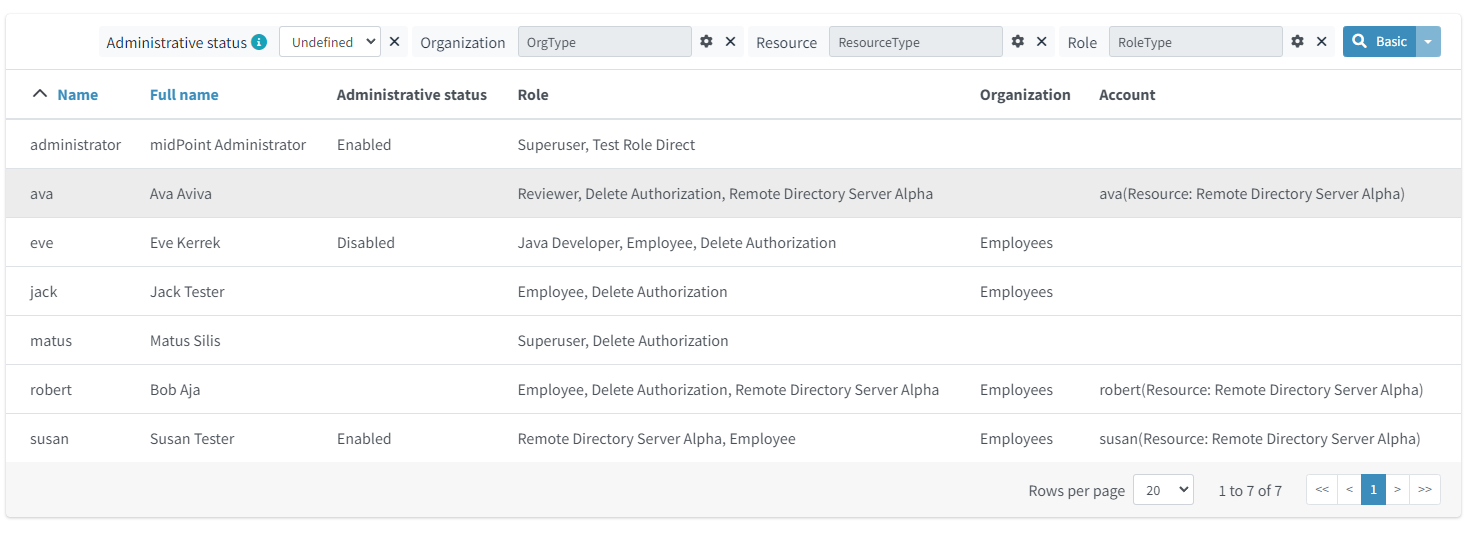 Administrative status Undefined Organization OrgType Resource ResourceType Role RoleType Basic
Name Full name Administrative status Role Organization Account
administrator midPoint Administrator Enabled Superuser, Test Role Direct
ava Ava Aviva Reviewer, Delete Authorization, Remote Directory Server Alpha ava(Resource: Remote Directory Server Alpha)
eve Eve Kerrek Disabled Java Developer, Employee, Delete Authorization Employees
jack Jack Tester Employee, Delete Authorization Employees
matus Matus Silis Superuser, Delete Authorization
robert Bob Aja Employee, Delete Authorization, Remote Directory Server Alpha Employees robert(Resource: Remote Directory Server Alpha)
susan Susan Tester Enabled Remote Directory Server Alpha, Employee Employees susan(Resource: Remote Directory Server Alpha)
Rows per page 20 1 to 7 of 7 << < 1 > >>